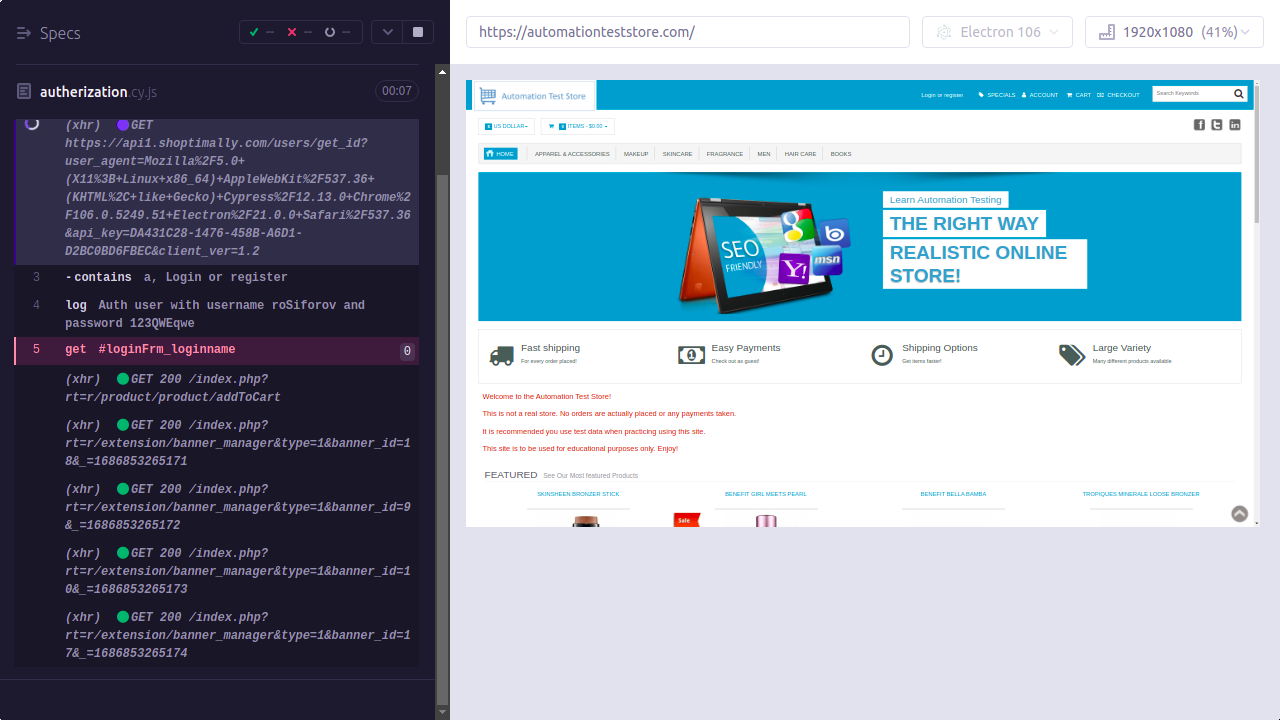 Specs
--
--
--
autherization.cy.js
00:07
(xhr) GET
https://api1.shoptimally.com/users/get_id?
user_agent=Mozilla%2F5.0+
(X11%3B+Linux+x86_64)+AppleWebKit%2F537.36+
(KHTML%2C+like+Gecko)+Cypress%2F12.13.0+Chrome%2
F106.0.5249.51+Electron%2F21.0.0+Safari%2F537.36
&api_key=DA431C28-1476-458B-A6D1-
D2BC08D6FBEC&client_ver=1.2
3 -contains a, Login or register
4 log Auth user with username roSiforov and
password 123QWEqwe
5 get #loginFrm_loginname 0
(xhr) GET 200 /index.php?
rt=r/product/product/addToCart
(xhr) GET 200 /index.php?
rt=r/extension/banner_manager&type=1&banner_id=1
8&_=1686853265171
(xhr) GET 200 /index.php?
rt=r/extension/banner_manager&type=1&banner_id=9
&_=1686853265172
(xhr) GET 200 /index.php?
rt=r/extension/banner_manager&type=1&banner_id=1
0&_=1686853265173
(xhr) GET 200 /index.php?
rt=r/extension/banner_manager&type=1&banner_id=1
7&_=1686853265174
https://automationteststore.com/
Electron 106
1920x1080 (41%)
Automation Test Store
Login or register
SPECIALS
ACCOUNT
CART
CHECKOUT
Search Keywords
$ US DOLLAR
0 ITEMS - $0.00
HOME
APPAREL & ACCESSORIES
MAKEUP
SKINCARE
FRAGRANCE
MEN
HAIR CARE
BOOKS
SEO
FRIENDLY
g
b
Y!
msn
Learn Automation Testing
THE RIGHT WAY
REALISTIC ONLINE
STORE!
Fast shipping
For every order placed!
Easy Payments
Check out as guest!
Shipping Options
Get items faster!
Large Variety
Many different products available
Welcome to the Automation Test Store!
This is not a real store. No orders are actually placed or any payments taken.
It is recommended you use test data when practicing using this site.
This site is to be used for educational purposes only. Enjoy!
FEATURED See Our Most featured Products
SKINSHEEN BRONZER STICK
BENEFIT GIRL MEETS PEARL
BENEFIT BELLA BAMBA
TROPIQUES MINERALE LOOSE BRONZER
Sale